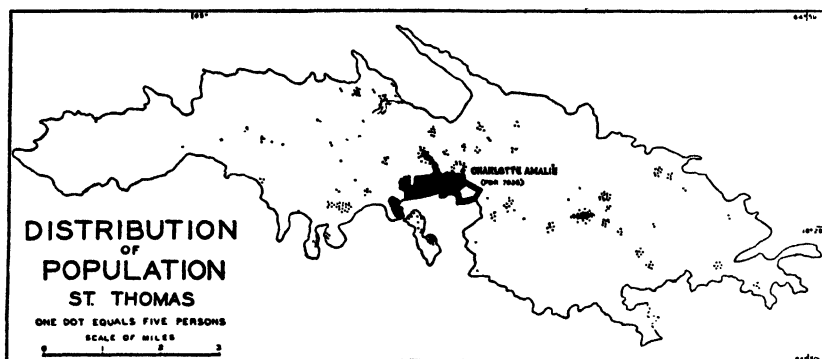 CHARLOTTE AMALIE
DISTRIBUTION
OF
POPULATION
ST. THOMAS
ONE DOT EQUALS FIVE PERSONS
SCALE OF MILES
0 1 2 3